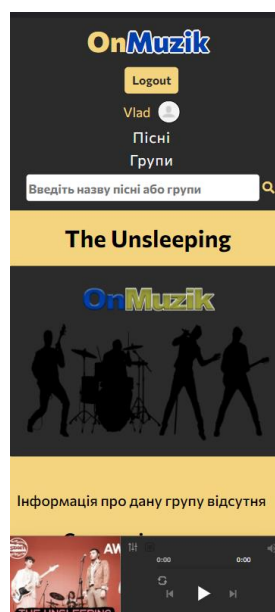 OnMuzik
Logout
Vlad
Пісні
Групи
Введіть назву пісні або групи
The Unsleeping
OnMuzik
Інформація про дану групу відсутня
AW
0:00 0:00
THE UNSLEEPING